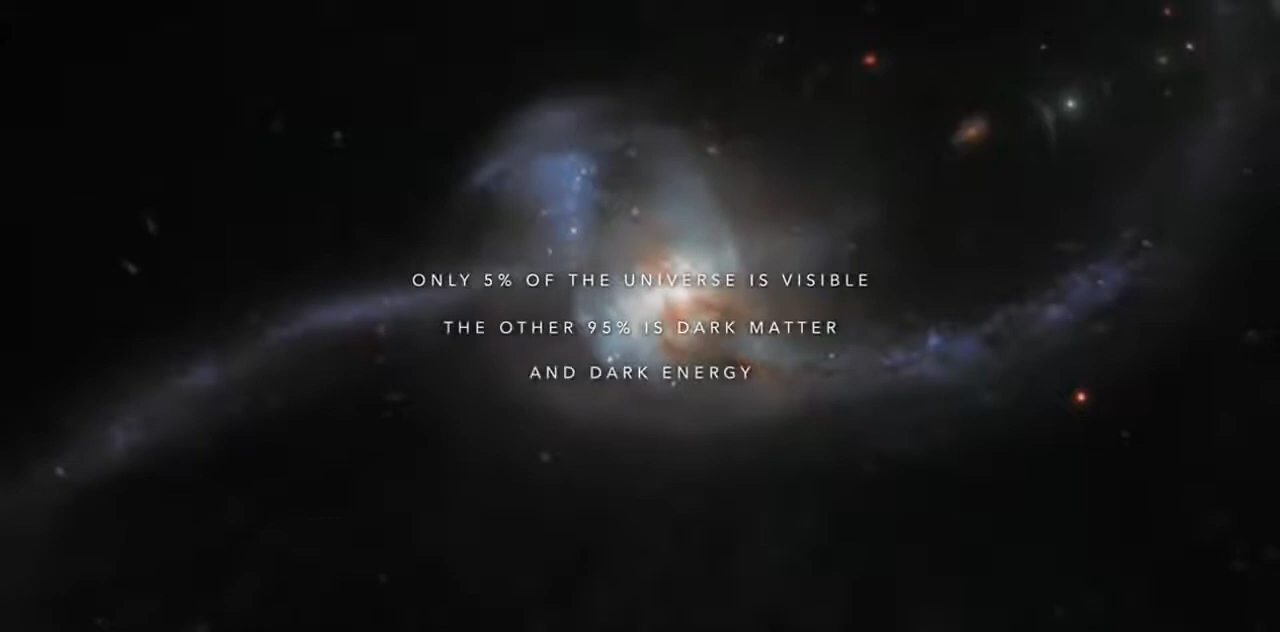 ONLY 5% OF THE UNIVERSE IS VISIBLE
THE OTHER 95% IS DARK MATTER
AND DARK ENERGY